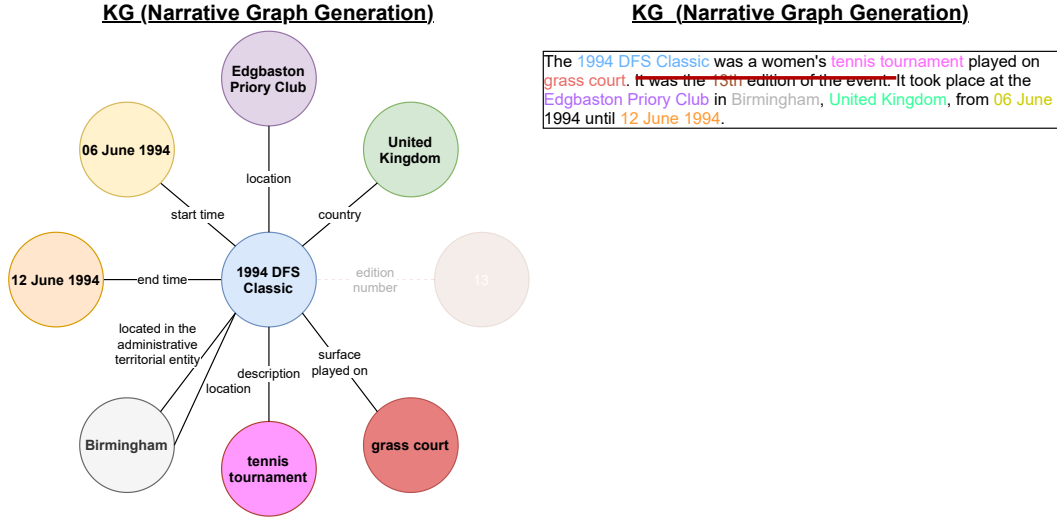 KG (Narrative Graph Generation)
Edgbaston
Priory Club
06 June 1994
United
Kingdom
location
start time
country
12 June 1994
end time
1994 DFS
Classic
edition
number
13
located in the
administrative
territorial entity
location
description
surface
played on
Birmingham
tennis
tournament
grass court
KG (Narrative Graph Generation)
The 1994 DFS Classic was a women's tennis tournament played on
grass court. It was the 13th edition of the event. It took place at the
Edgbaston Priory Club in Birmingham, United Kingdom, from 06 June
1994 until 12 June 1994.